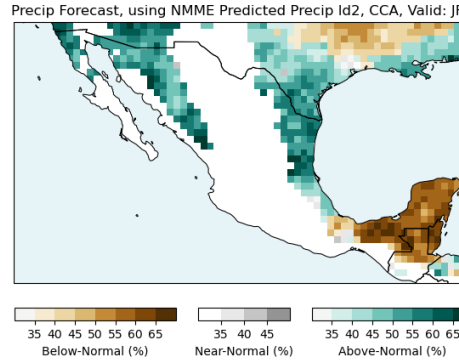 Precip Forecast, using NMME Predicted Precip Id2, CCA, Valid: JF
35 40 45 50 55 60 65
35 40 45
35 40 45 50 55 60 65
Below-Normal (%)
Near-Normal (%)
Above-Normal (%)